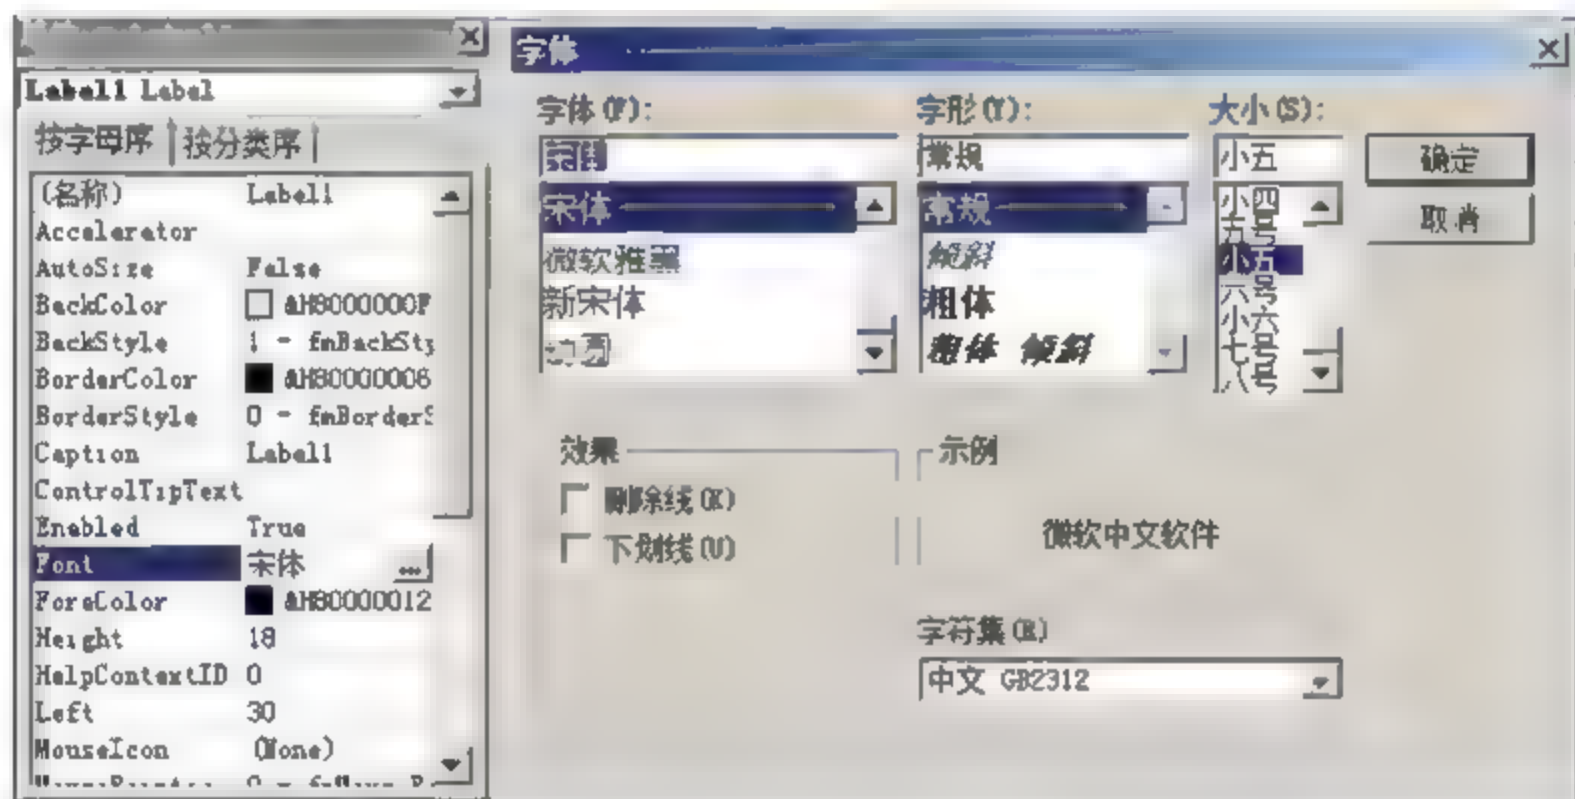 Label1 Label
按字母序 按分类序
(名称) Label1
Accelerator
AutoSize False
BackColor &H8000000F
BackStyle 1 - fmBackSty
BorderColor &H80000006
BorderStyle 0 - fmBorderS
Caption Label1
ControlTipText
Enabled True
Font 宋体 ...
ForeColor &H80000012
Height 18
HelpContextID 0
Left 30
MouseIcon (None)
字体
字体(F):
宋体
微软雅黑
新宋体
字形(Y):
常规
常规
倾斜
粗体
粗体 倾斜
大小(S):
小五
小四
五号
小五
六号
小六
七号
八号
确定
取消
效果
删除线(K)
下划线(U)
示例
微软中文软件
字符集(R)
中文 GB2312